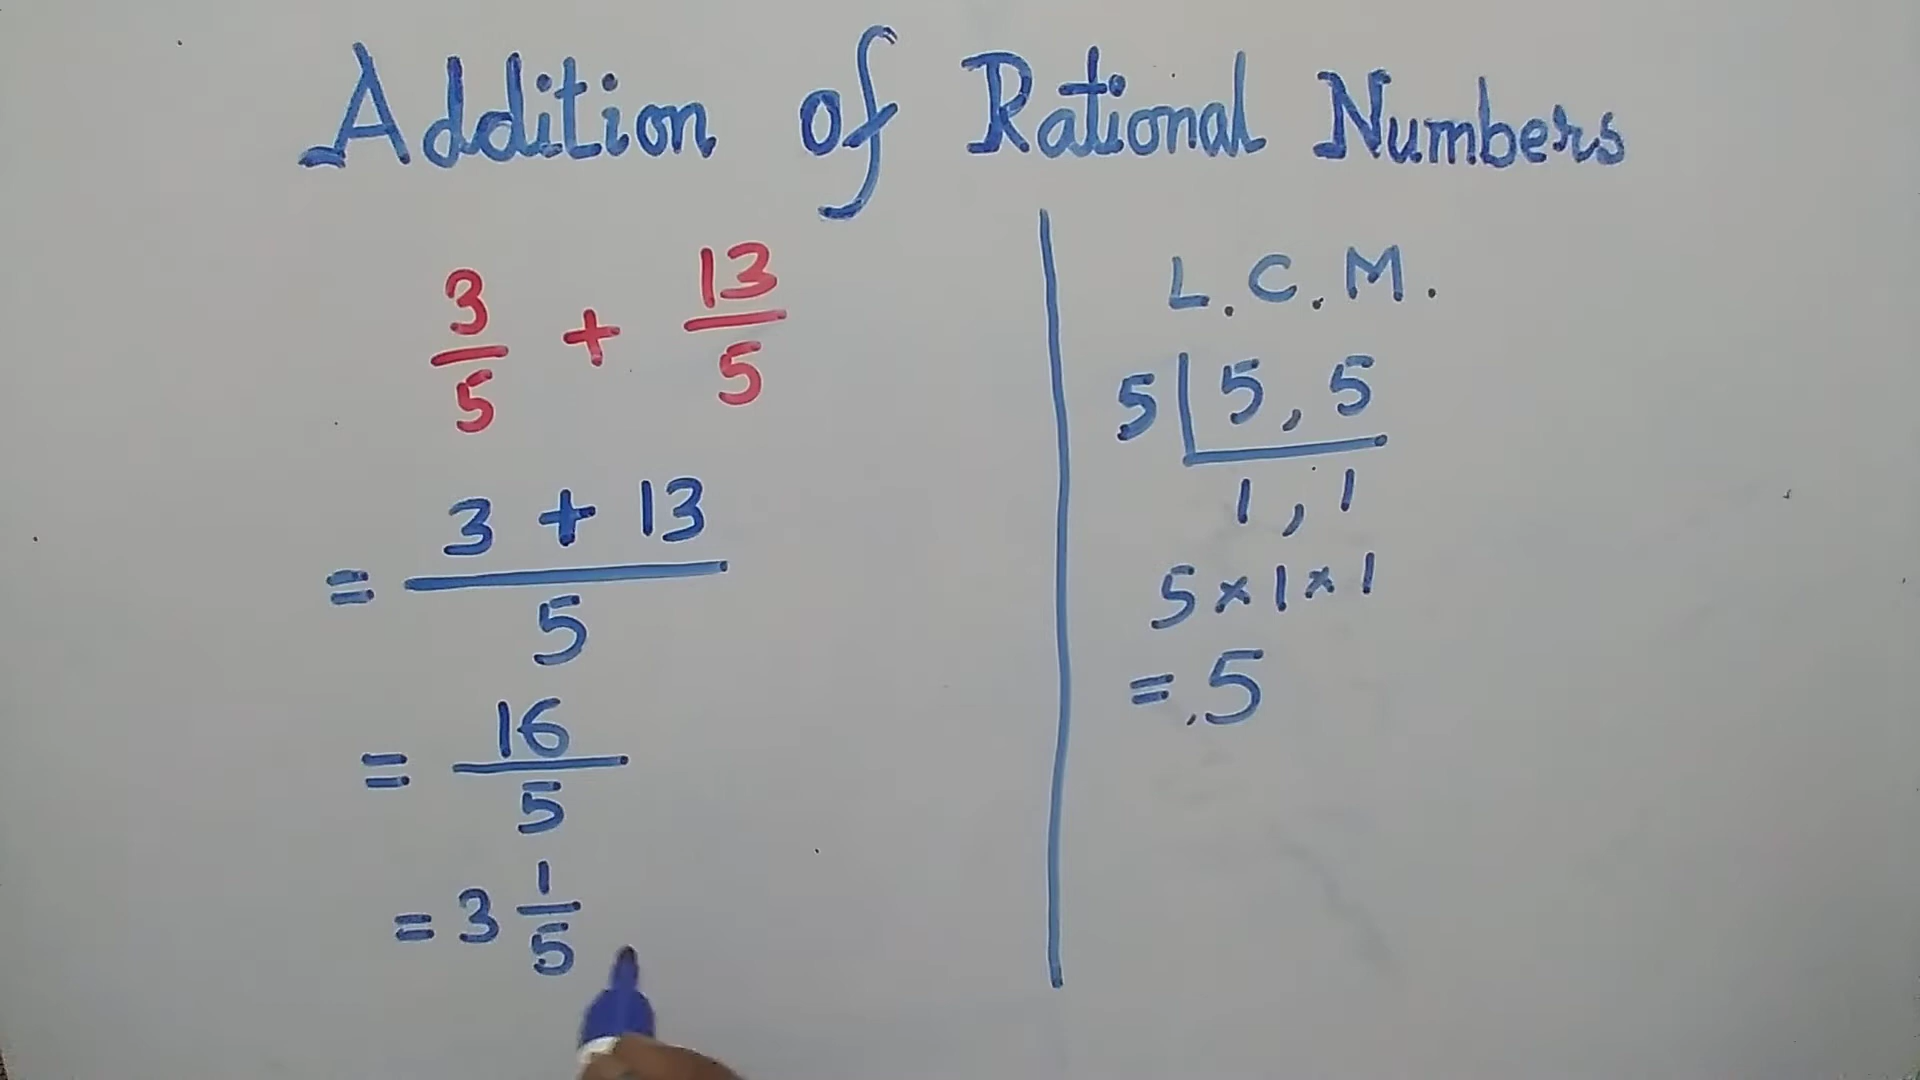 Addition of Rational Numbers
3/5 + 13/5
= 3 + 13 / 5
= 16/5
= 3 1/5
L.C.M.
5 | 5, 5
1, 1
5 × 1 × 1
= 5